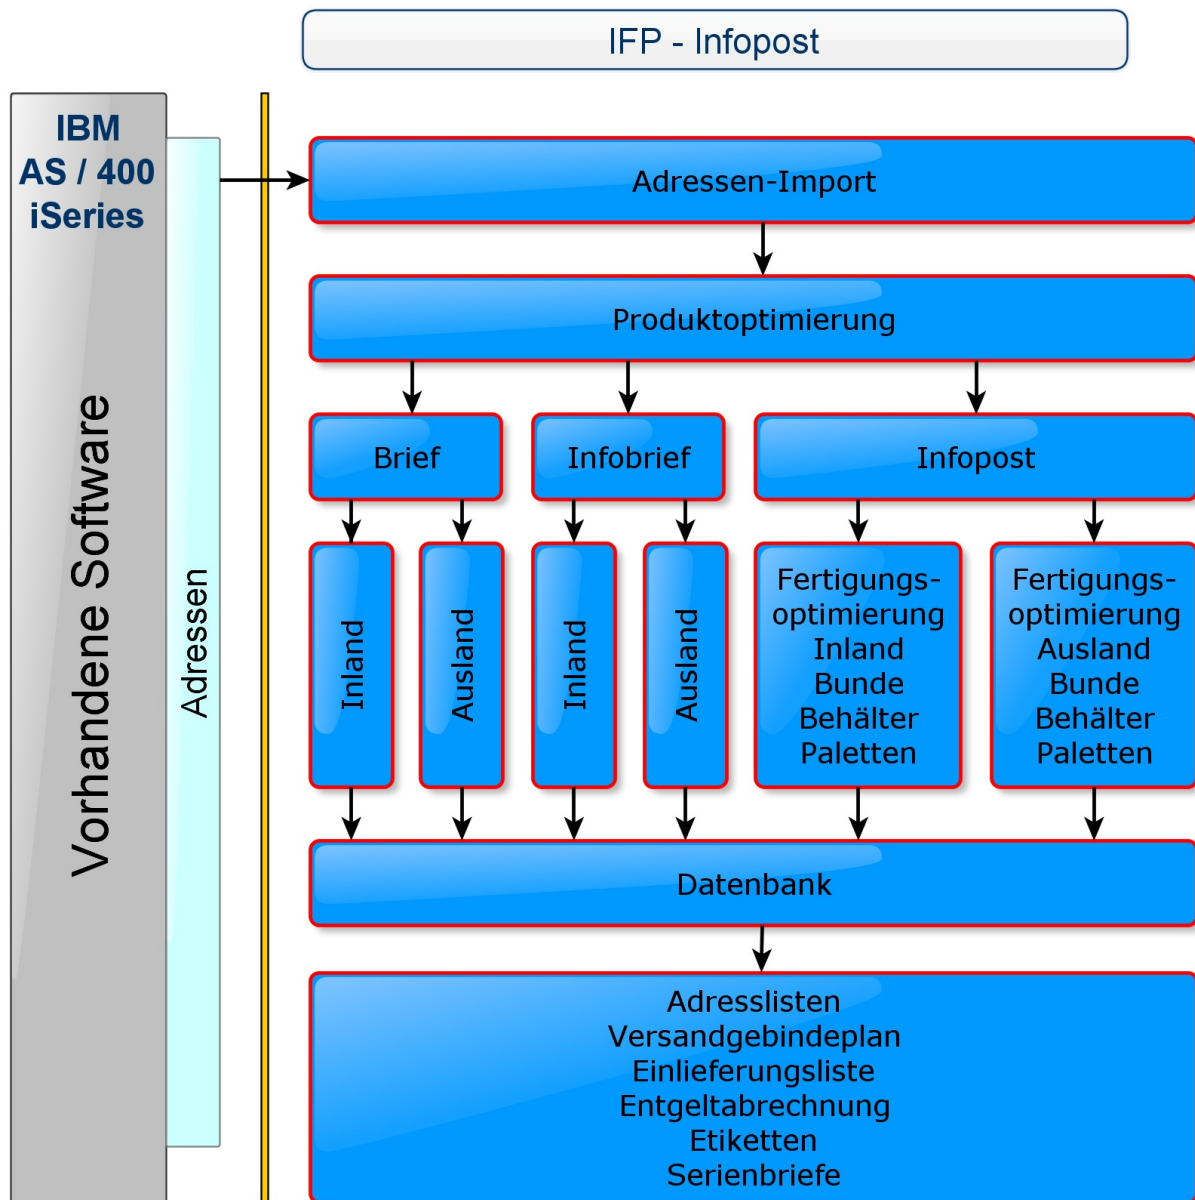 IFP - Infopost
IBM
AS / 400
iSeries
Vorhandene Software
Adressen
Adressen-Import
Produktoptimierung
Brief
Infobrief
Infopost
Inland
Ausland
Inland
Ausland
Fertigungs-
optimierung
Inland
Bunde
Behälter
Paletten
Fertigungs-
optimierung
Ausland
Bunde
Behälter
Paletten
Datenbank
Adresslisten
Versandgebindeplan
Einlieferungsliste
Entgeltabrechnung
Etiketten
Serienbriefe